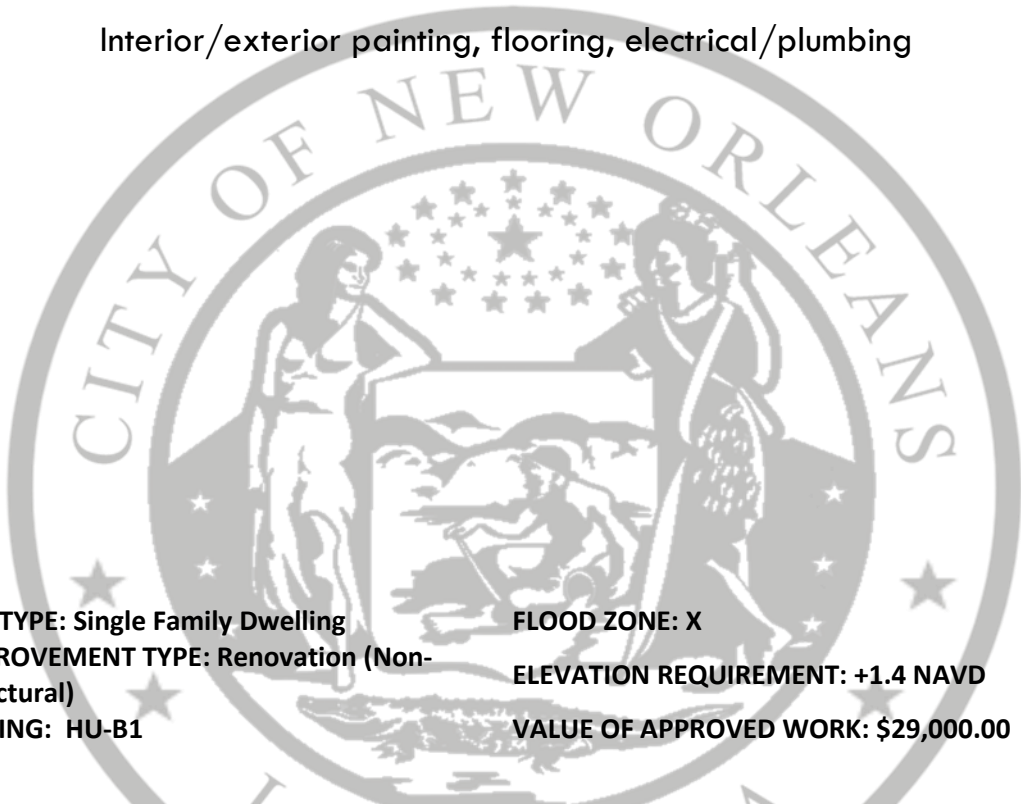 Interior/exterior painting, flooring, electrical/plumbing
CITY OF NEW ORLEANS
TYPE: Single Family Dwelling
ROVEMENT TYPE: Renovation (Non-
ctural)
ING: HU-B1
FLOOD ZONE: X
ELEVATION REQUIREMENT: +1.4 NAVD
VALUE OF APPROVED WORK: $29,000.00